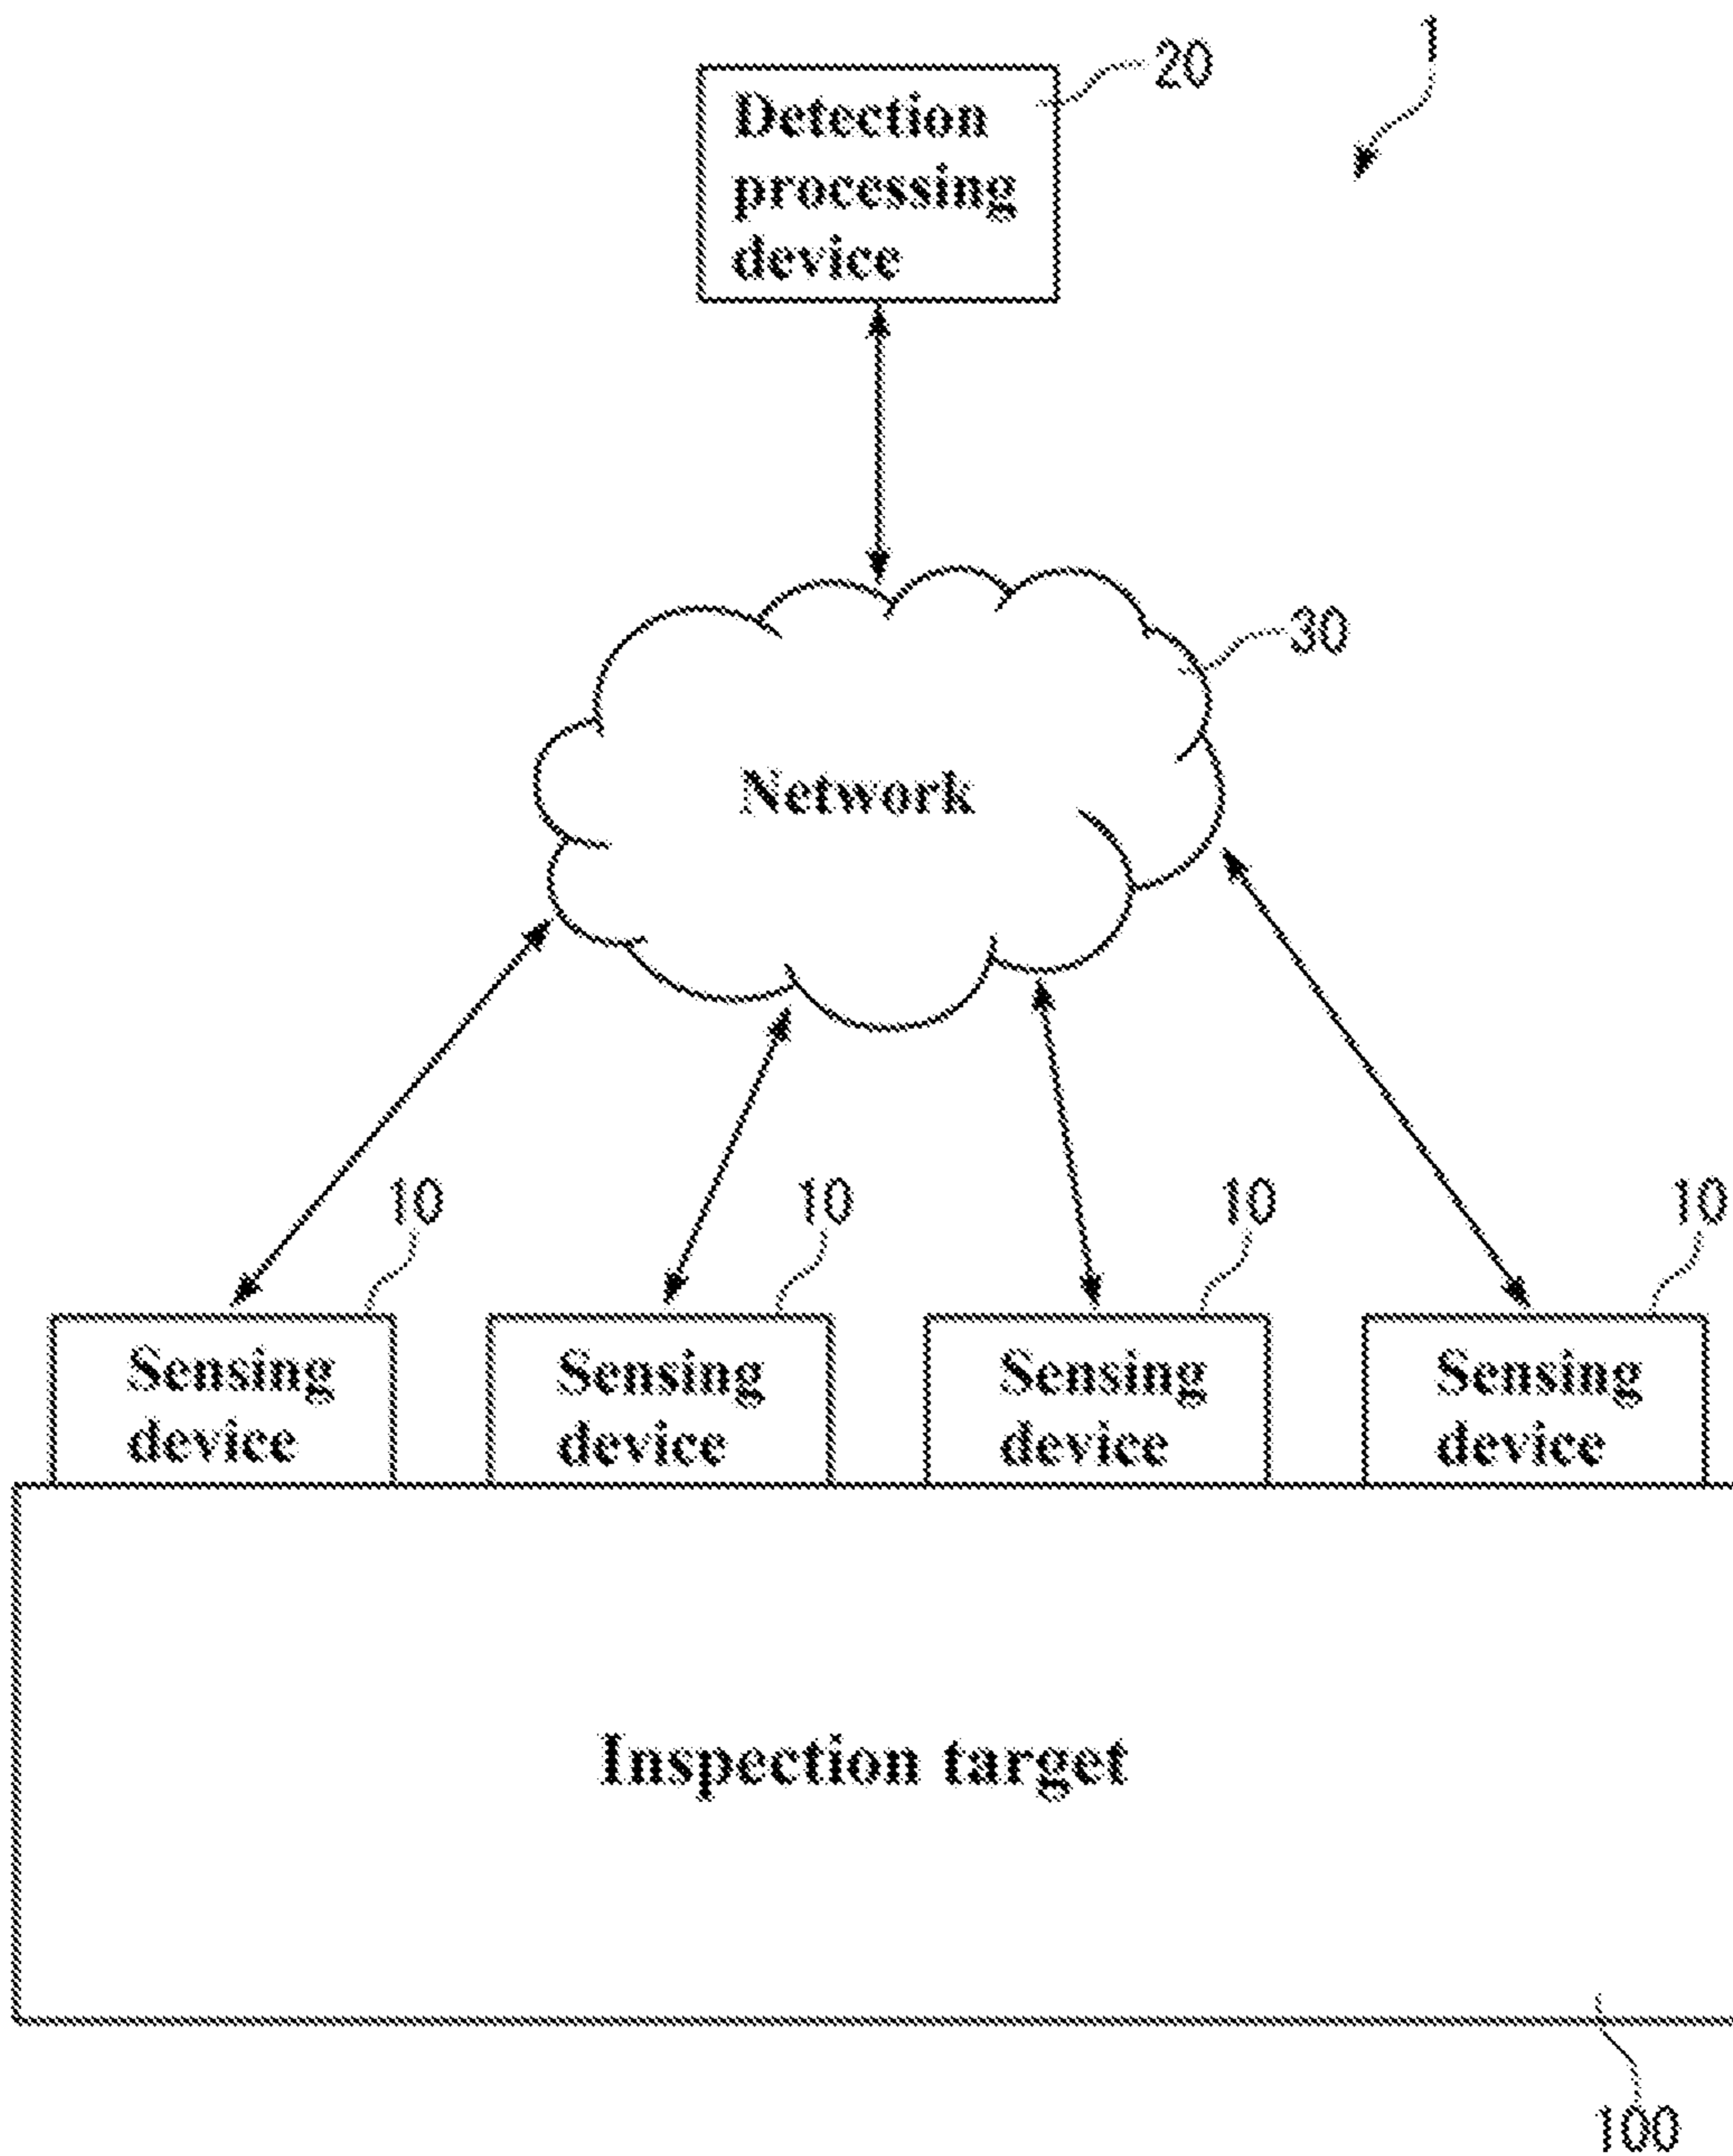 1
20
Detection
processing
device
30
Network
10
10
10
10
Sensing
device
Sensing
device
Sensing
device
Sensing
device
Inspection target
100